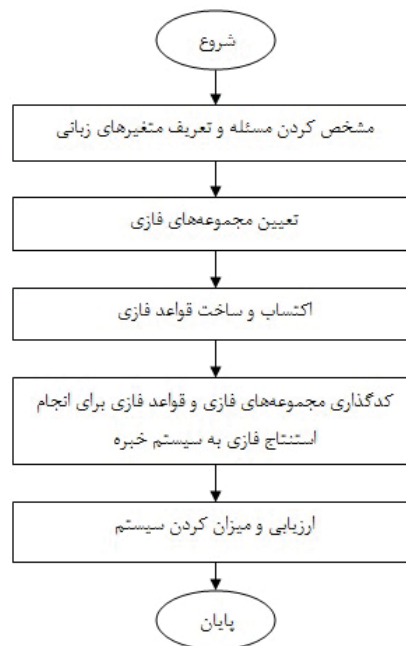 شروع
مشخص کردن مسئله و تعریف متغیرهای زبانی
تعیین مجموعه‌های فازی
اکتساب و ساخت قواعد فازی
کدگذاری مجموعه‌های فازی و قواعد فازی برای انجام
استنتاج فازی به سیستم خبره
ارزیابی و میزان کردن سیستم
پایان